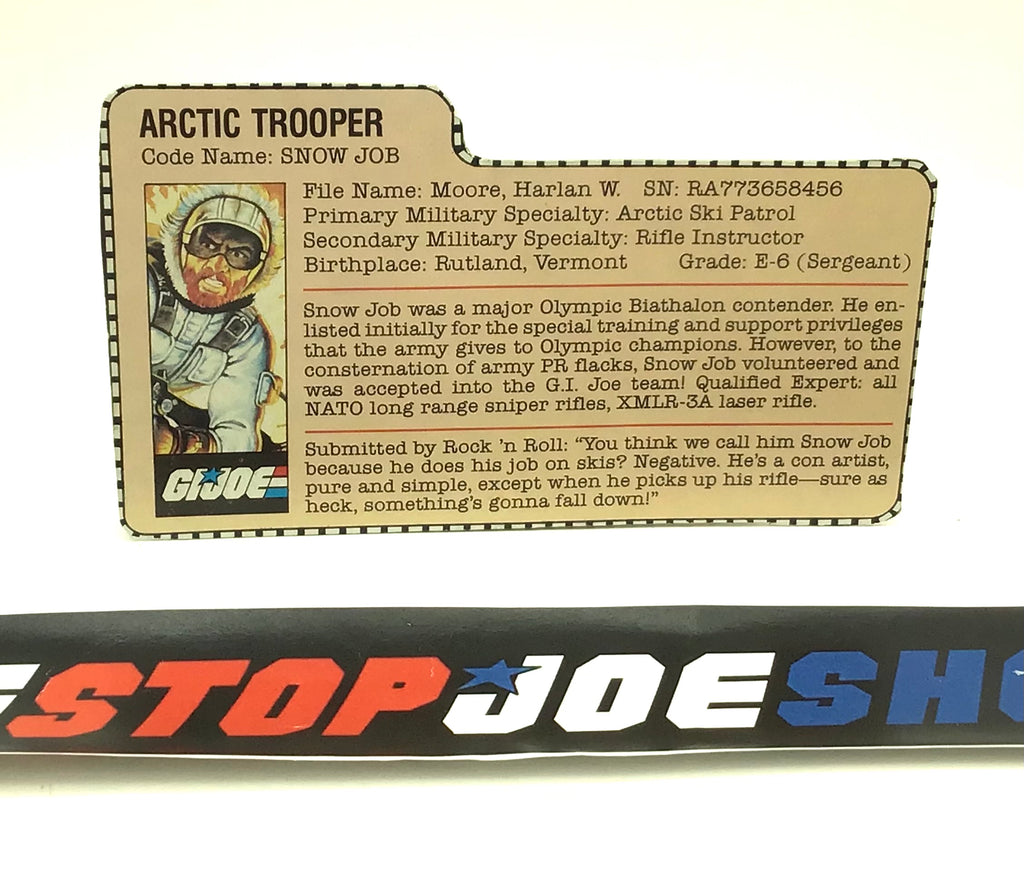 ARCTIC TROOPER
Code Name: SNOW JOB
File Name: Moore, Harlan W. SN: RA773658456
Primary Military Specialty: Arctic Ski Patrol
Secondary Military Specialty: Rifle Instructor
Birthplace: Rutland, Vermont Grade: E-6 (Sergeant)
Snow Job was a major Olympic Biathalon contender. He en-
listed initially for the special training and support privileges
that the army gives to Olympic champions. However, to the
consternation of army PR flacks, Snow Job volunteered and
was accepted into the G.I. Joe team! Qualified Expert: all
NATO long range sniper rifles, XMLR-3A laser rifle.
Submitted by Rock 'n Roll: "You think we call him Snow Job
because he does his job on skis? Negative. He's a con artist,
pure and simple, except when he picks up his rifle—sure as
heck, something's gonna fall down!"
GI JOE
STOP JOE SH